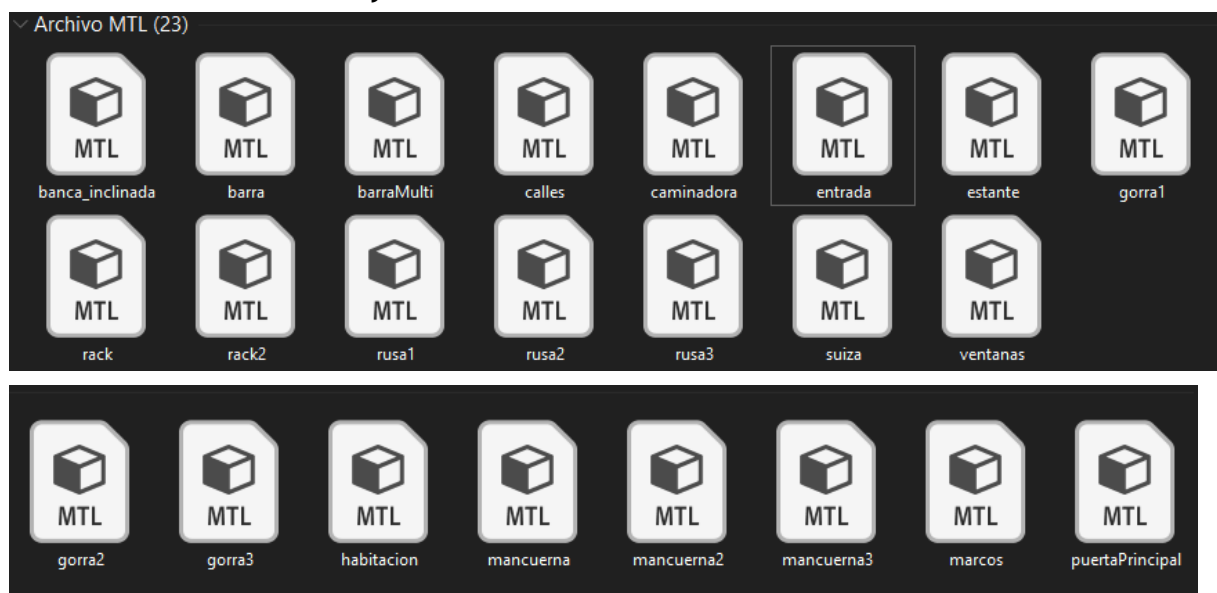 Archivo MTL (23)
MTL MTL MTL MTL MTL MTL MTL MTL
banca_inclinada barra barraMulti calles caminadora entrada estante gorra1
MTL MTL MTL MTL MTL MTL MTL
rack rack2 rusa1 rusa2 rusa3 suiza ventanas
MTL MTL MTL MTL MTL MTL MTL MTL
gorra2 gorra3 habitacion mancuerna mancuerna2 mancuerna3 marcos puertaPrincipal